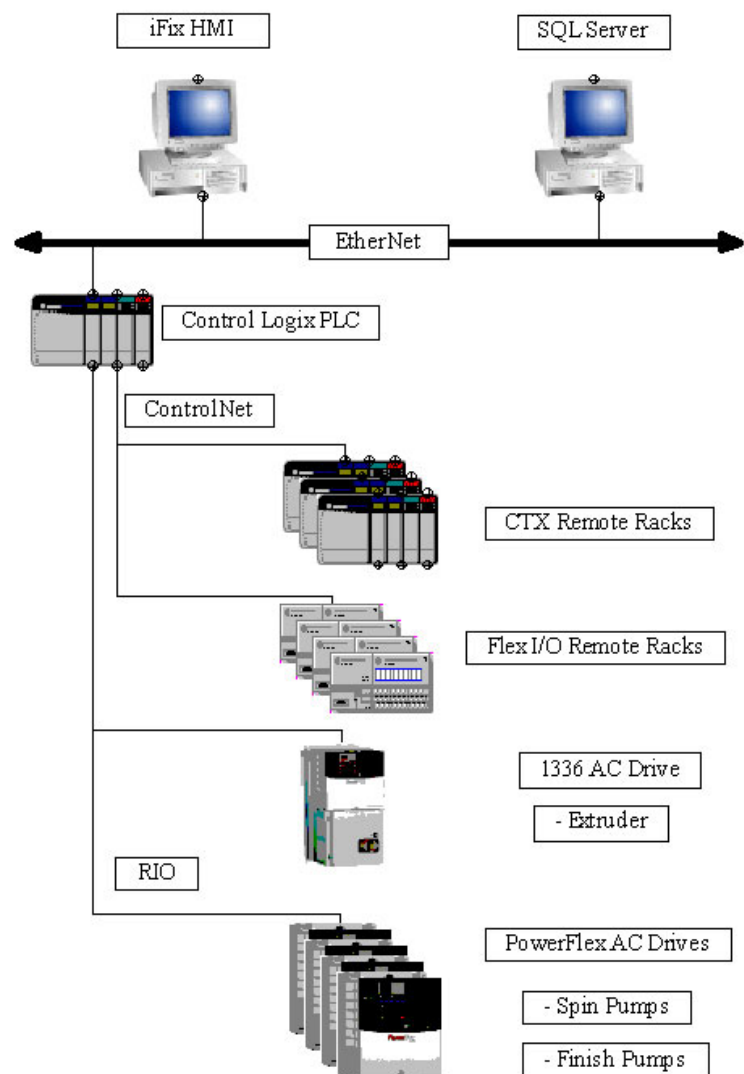 iFix HMI
SQL Server
EtherNet
Control Logix PLC
ControlNet
CTX Remote Racks
Flex I/O Remote Racks
1336 AC Drive
- Extruder
RIO
PowerFlex AC Drives
- Spin Pumps
- Finish Pumps